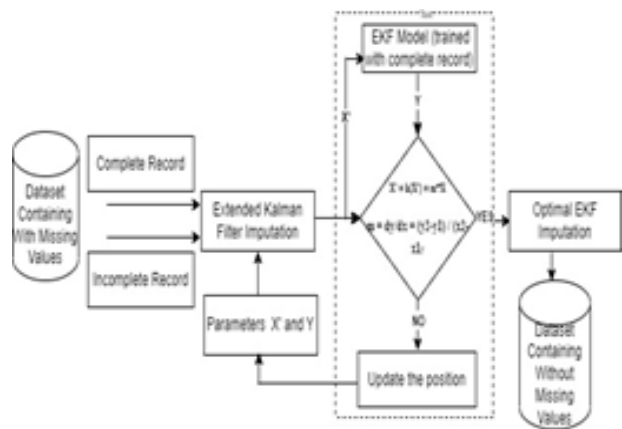 EKF Model (trained
with complete record)
Y
X'
Complete Record
Dataset
Containing
With Missing
Values
Extended Kalman
Filter Imputation
Incomplete Record
YES
Optimal EKF
Imputation
Parameters X' and Y
NO
Update the position
Dataset
Containing
Without
Missing
Values